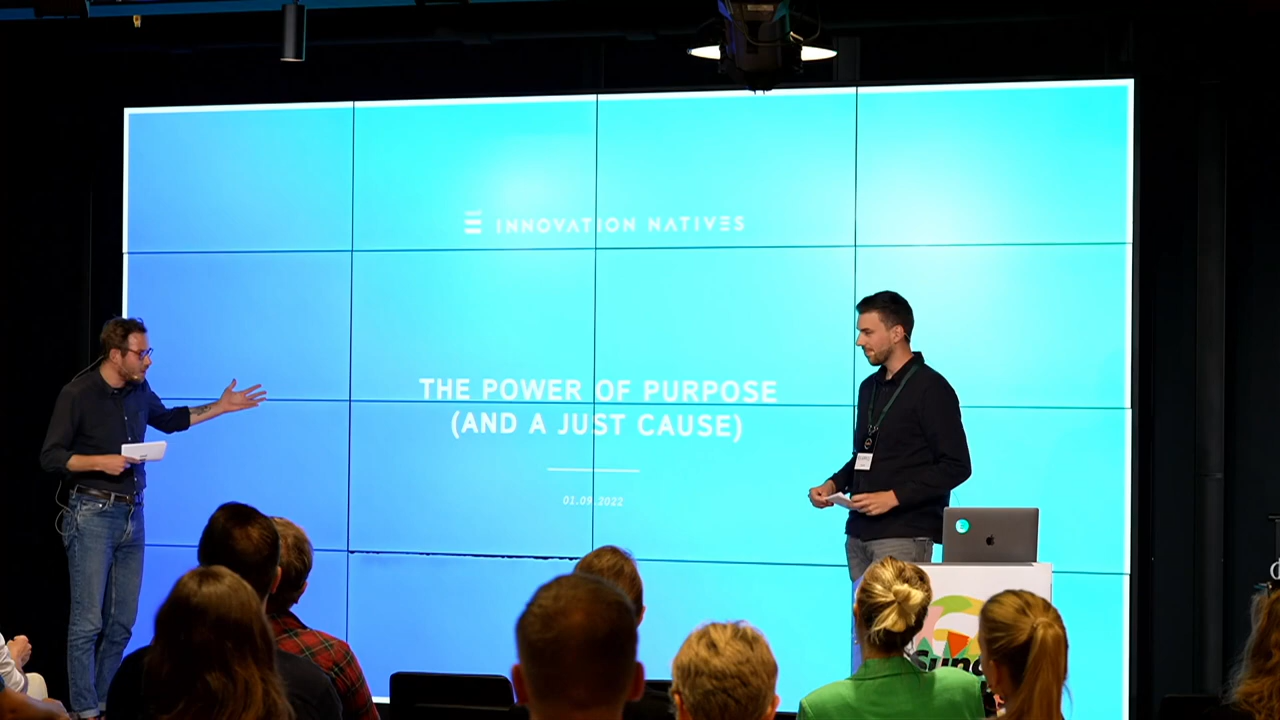 INNOVATION NATIVES
THE POWER OF PURPOSE
(AND A JUST CAUSE)
01.09.2022